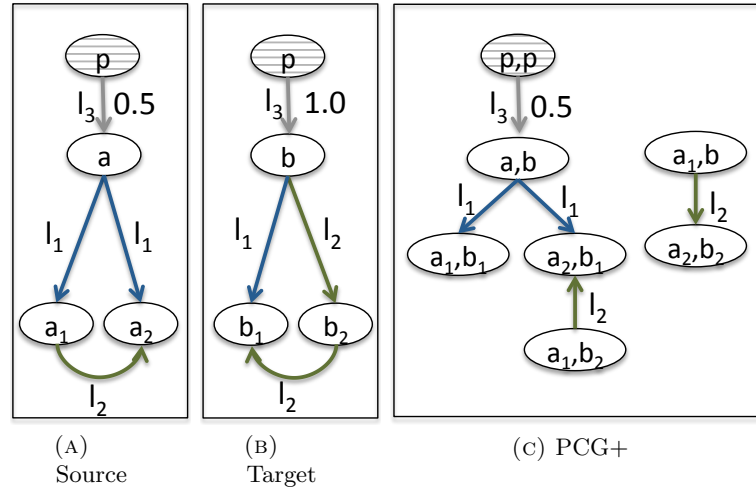 p
l₃ 0.5
a
l₁ l₁
a₁ a₂
l₂
(A)
Source
p
l₃ 1.0
b
l₁ l₂
b₁ b₂
l₂
(B)
Target
p,p
l₃ 0.5
a,b
l₁ l₁
a₁,b₁ a₂,b₁
l₂
a₁,b₂
a₁,b
l₂
a₂,b₂
(C) PCG+